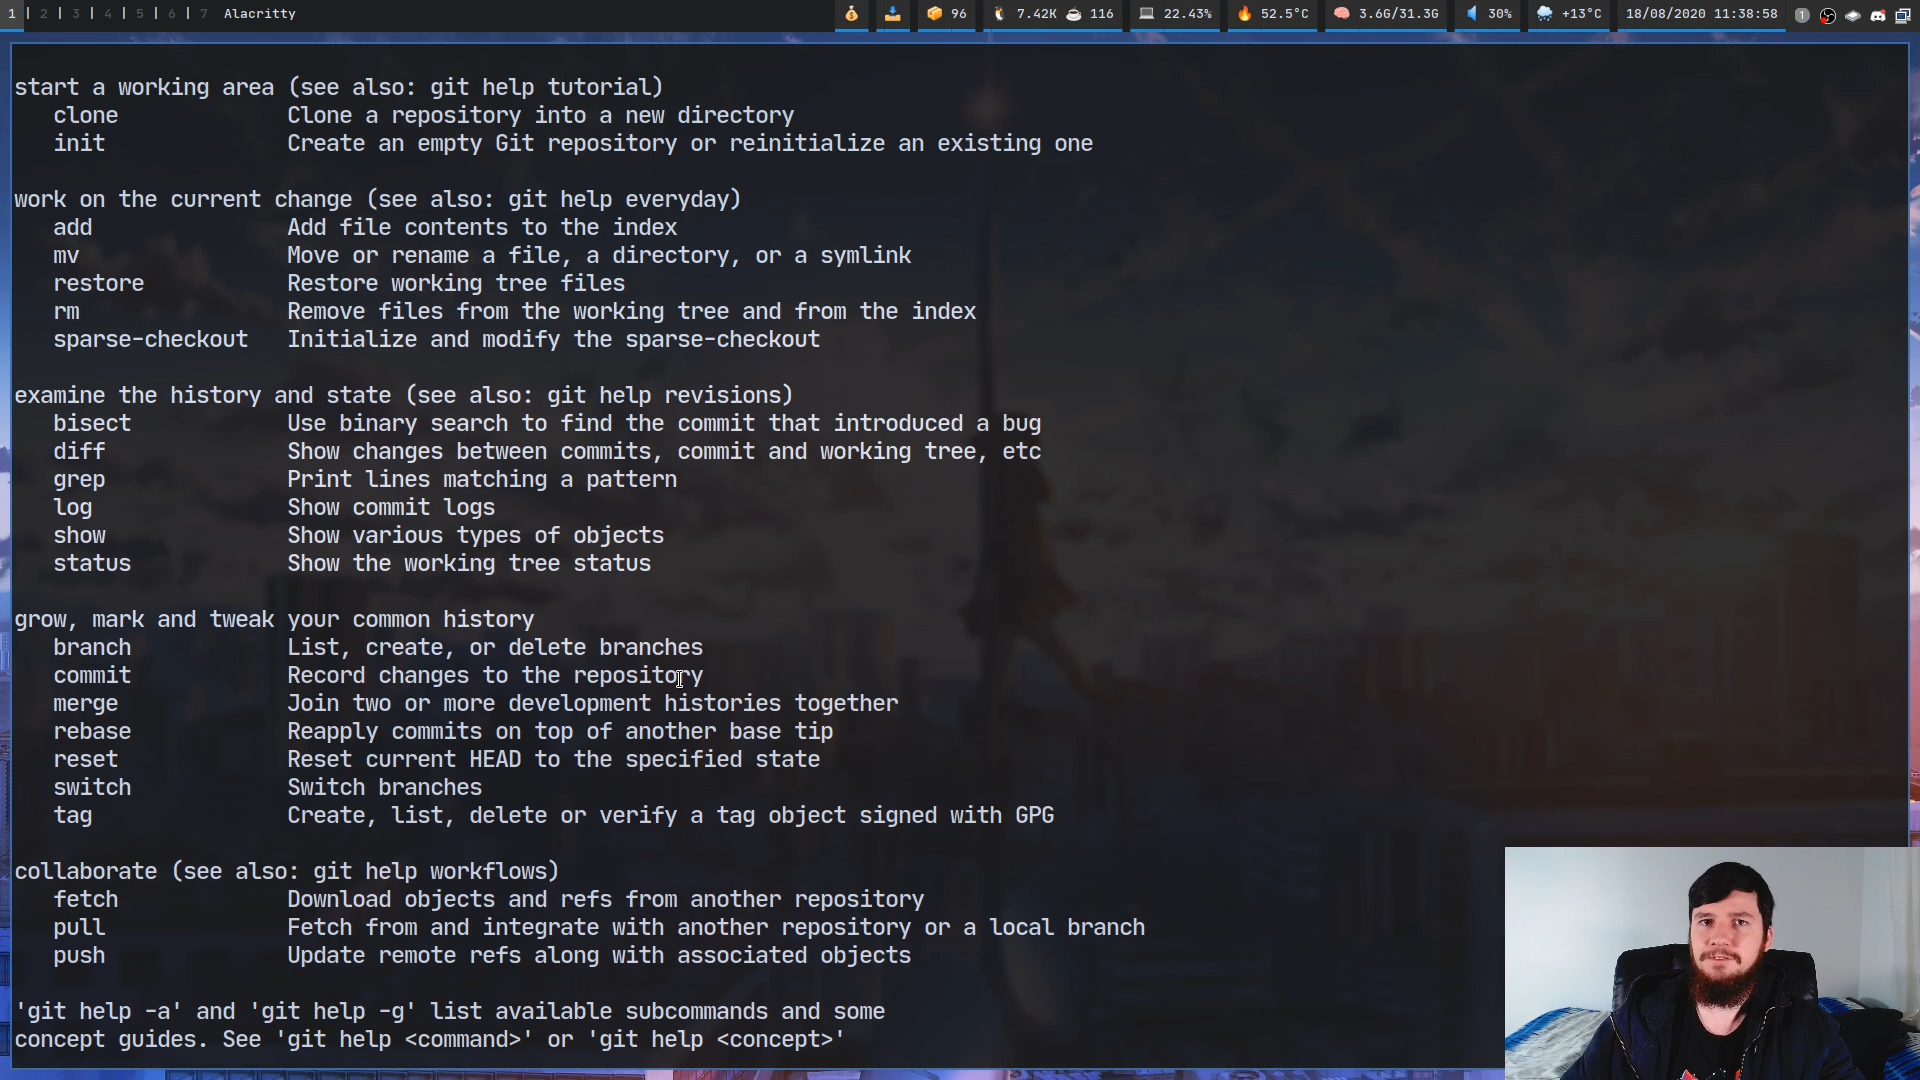 1 | 2 | 3 | 4 | 5 | 6 | 7 Alacritty 96 7.42K 116 22.43% 52.5°C 3.6G/31.3G 30% +13°C 18/08/2020 11:38:58 1
start a working area (see also: git help tutorial)
clone Clone a repository into a new directory
init Create an empty Git repository or reinitialize an existing one
work on the current change (see also: git help everyday)
add Add file contents to the index
mv Move or rename a file, a directory, or a symlink
restore Restore working tree files
rm Remove files from the working tree and from the index
sparse-checkout Initialize and modify the sparse-checkout
examine the history and state (see also: git help revisions)
bisect Use binary search to find the commit that introduced a bug
diff Show changes between commits, commit and working tree, etc
grep Print lines matching a pattern
log Show commit logs
show Show various types of objects
status Show the working tree status
grow, mark and tweak your common history
branch List, create, or delete branches
commit Record changes to the repository
merge Join two or more development histories together
rebase Reapply commits on top of another base tip
reset Reset current HEAD to the specified state
switch Switch branches
tag Create, list, delete or verify a tag object signed with GPG
collaborate (see also: git help workflows)
fetch Download objects and refs from another repository
pull Fetch from and integrate with another repository or a local branch
push Update remote refs along with associated objects
'git help -a' and 'git help -g' list available subcommands and some
concept guides. See 'git help <command>' or 'git help <concept>'